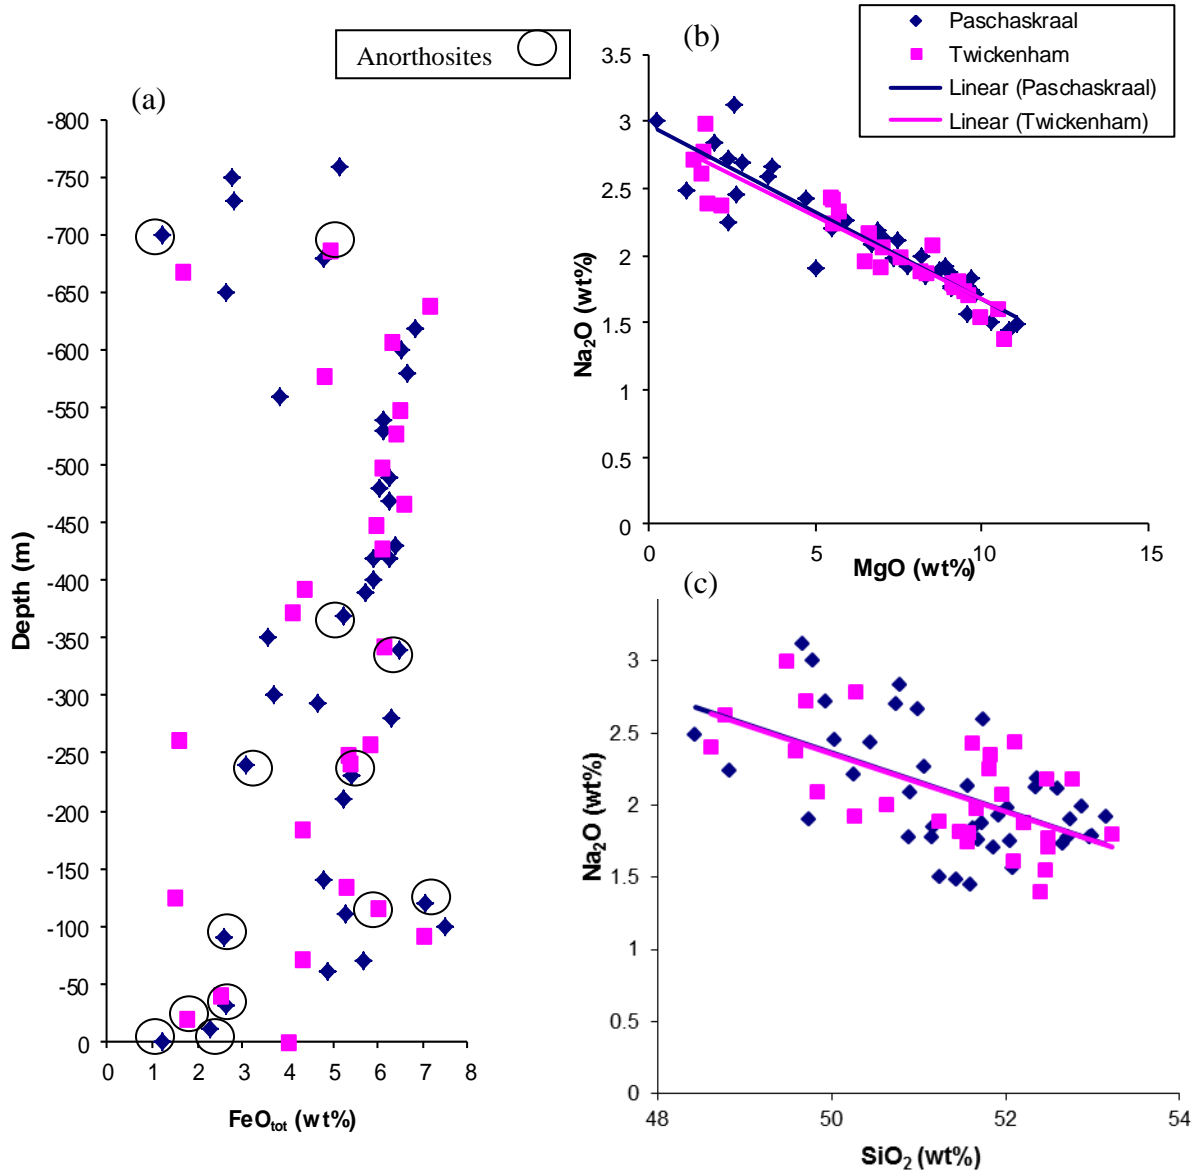 Anorthosites
(a)
-800
-750
-700
-650
-600
-550
-500
-450
-400
-350
-300
-250
-200
-150
-100
-50
0
Depth (m)
0 1 2 3 4 5 6 7 8
FeOtot (wt%)
(b)
Paschaskraal
Twickenham
Linear (Paschaskraal)
Linear (Twickenham)
3.5
3
2.5
2
1.5
1
0.5
0
Na2O (wt%)
0 5 10 15
MgO (wt%)
(c)
3
2.5
2
1.5
1
0.5
0
Na2O (wt%)
48 50 52 54
SiO2 (wt%)